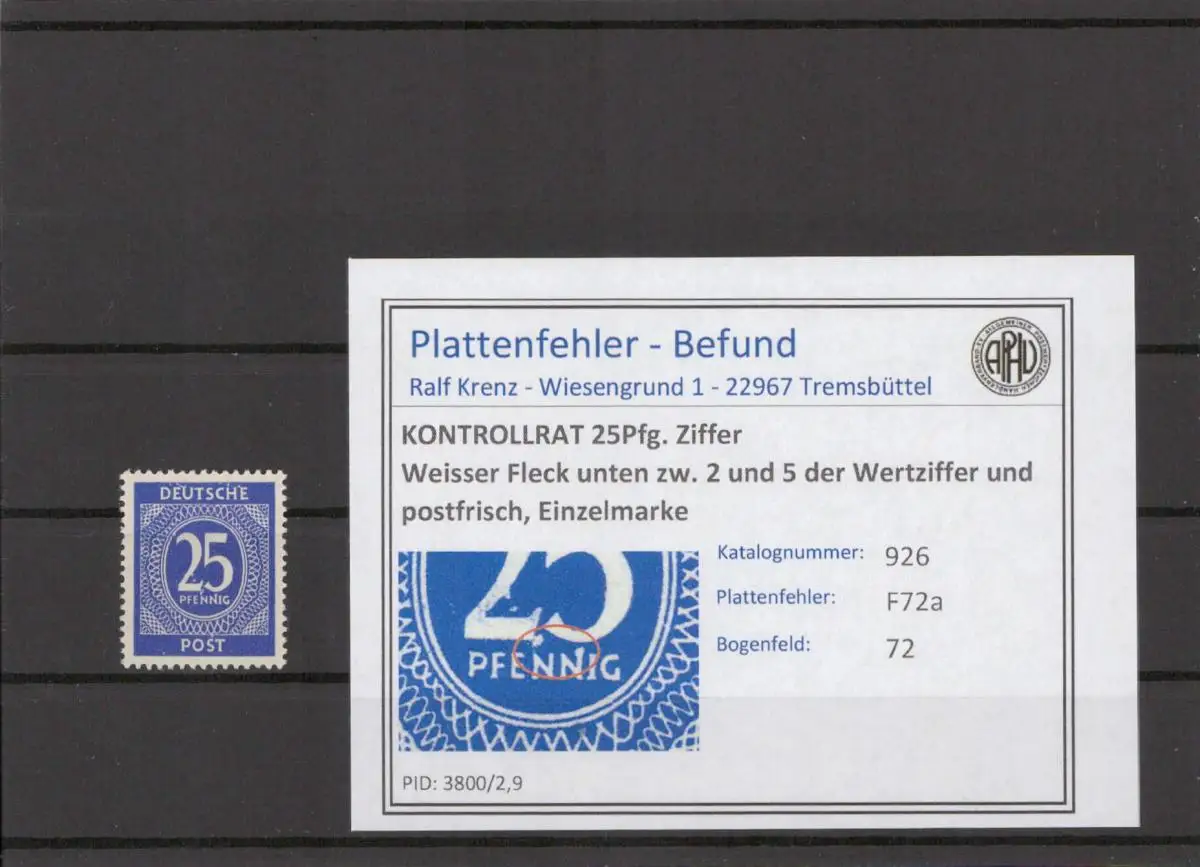 DEUTSCHE
25
PFENNIG
POST
Plattenfehler - Befund
Ralf Krenz - Wiesengrund 1 - 22967 Tremsbüttel
APHV
KONTROLLRAT 25Pfg. Ziffer
Weisser Fleck unten zw. 2 und 5 der Wertziffer und
postfrisch, Einzelmarke
25
PFENNIG
Katalognummer: 926
Plattenfehler: F72a
Bogenfeld: 72
PID: 3800/2,9